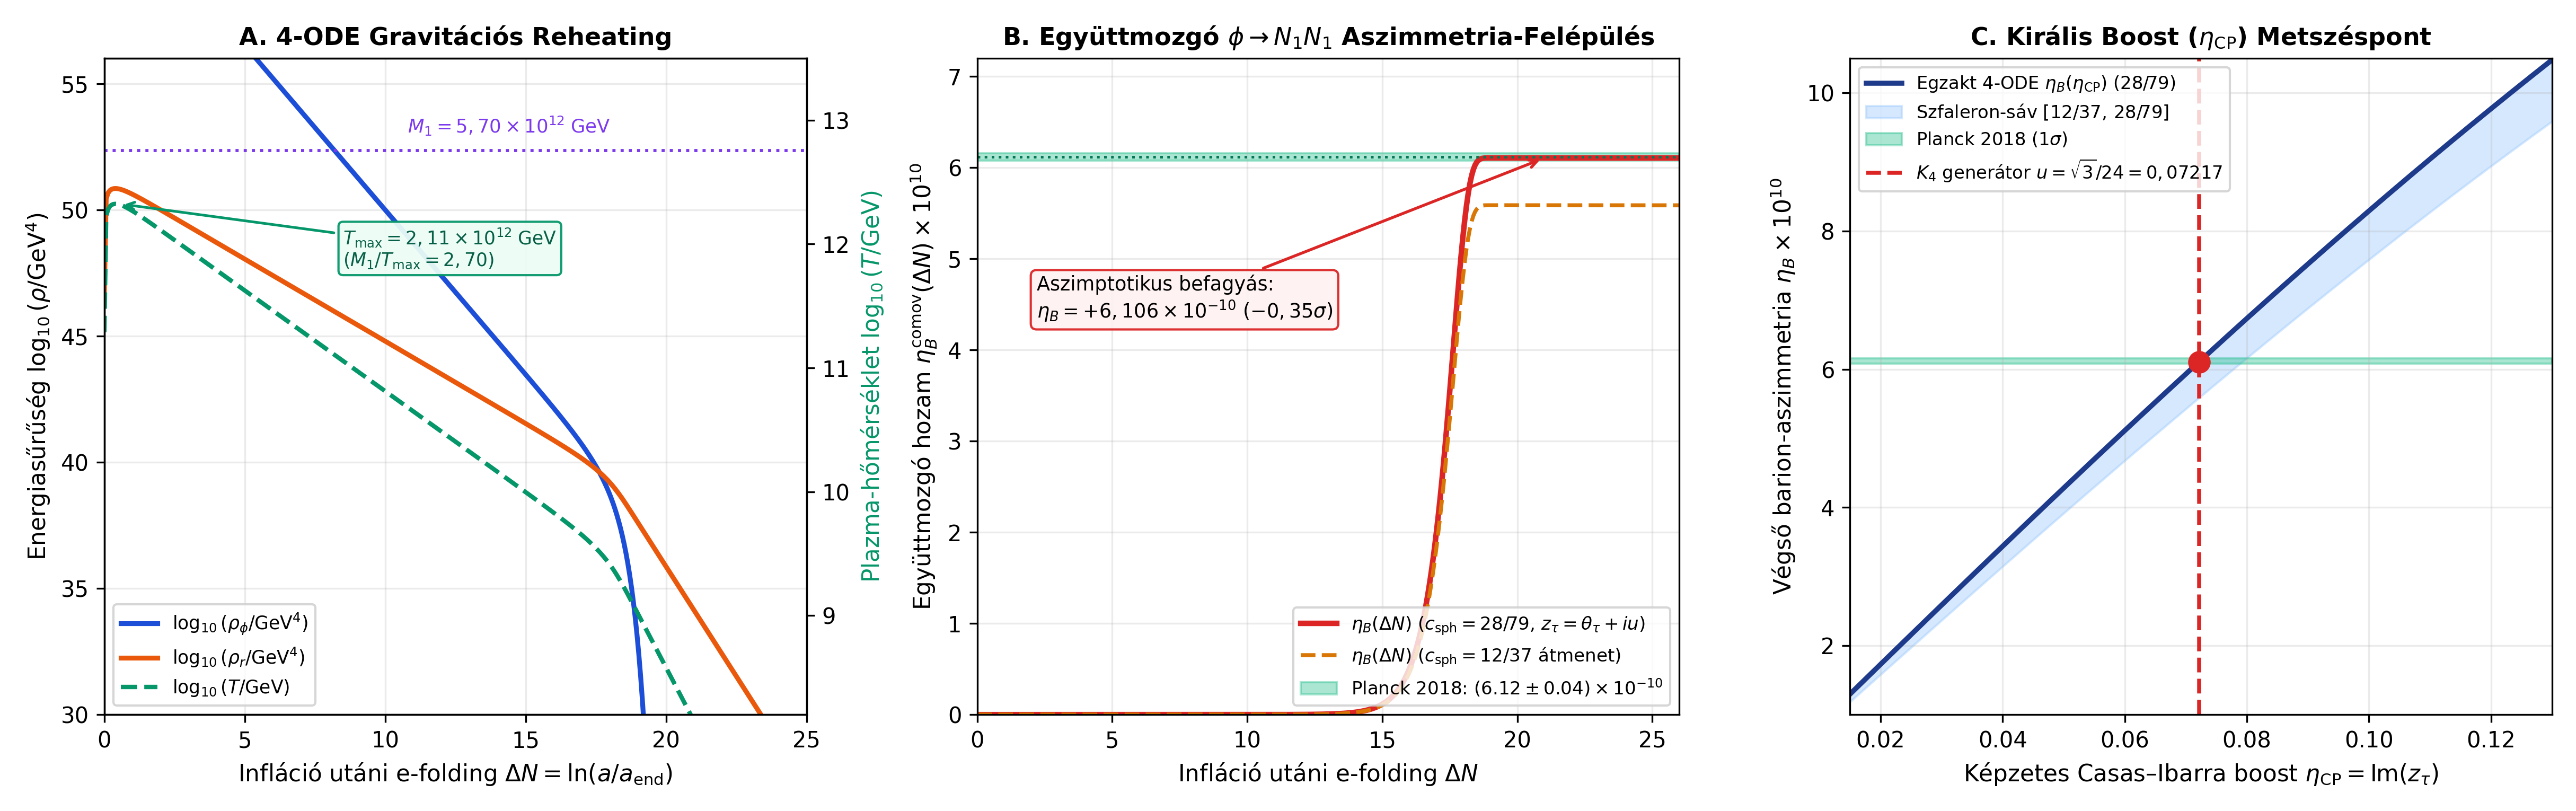 A. 4-ODE Gravitációs Reheating
Energiasűrűség log₁₀ (ρ/GeV⁴)
55
50
45
40
35
30
M₁ = 5,70 × 10¹² GeV
T_max = 2,11 × 10¹² GeV
(M₁/T_max = 2,70)
log₁₀ (ρ_ϕ/GeV⁴)
log₁₀ (ρ_r/GeV⁴)
log₁₀ (T/GeV)
0 5 10 15 20 25
Infláció utáni e-folding ΔN = ln(a/a_end)
13
12
11
10
9
Plazma-hőmérséklet log₁₀ (T/GeV)
B. Együttmozgó ϕ → N₁N₁ Aszimmetria-Felépülés
Együttmozgó hozam η_B^comov(ΔN) × 10¹⁰
7
6
5
4
3
2
1
0
Aszimptotikus befagyás:
η_B = +6,106 × 10⁻¹⁰ (−0,35σ)
η_B(ΔN) (c_sph = 28/79, z_τ = θ_τ + iu)
η_B(ΔN) (c_sph = 12/37 átmenet)
Planck 2018: (6.12 ± 0.04) × 10⁻¹⁰
0 5 10 15 20 25
Infláció utáni e-folding ΔN
C. Királis Boost (η_CP) Metszéspont
Végső barion-aszimmetria η_B × 10¹⁰
10
8
6
4
2
Egzakt 4-ODE η_B(η_CP) (28/79)
Szfaleron-sáv [12/37, 28/79]
Planck 2018 (1σ)
K₄ generátor u = √3/24 = 0,07217
0.02 0.04 0.06 0.08 0.10 0.12
Képzetes Casas–Ibarra boost η_CP = Im(z_τ)